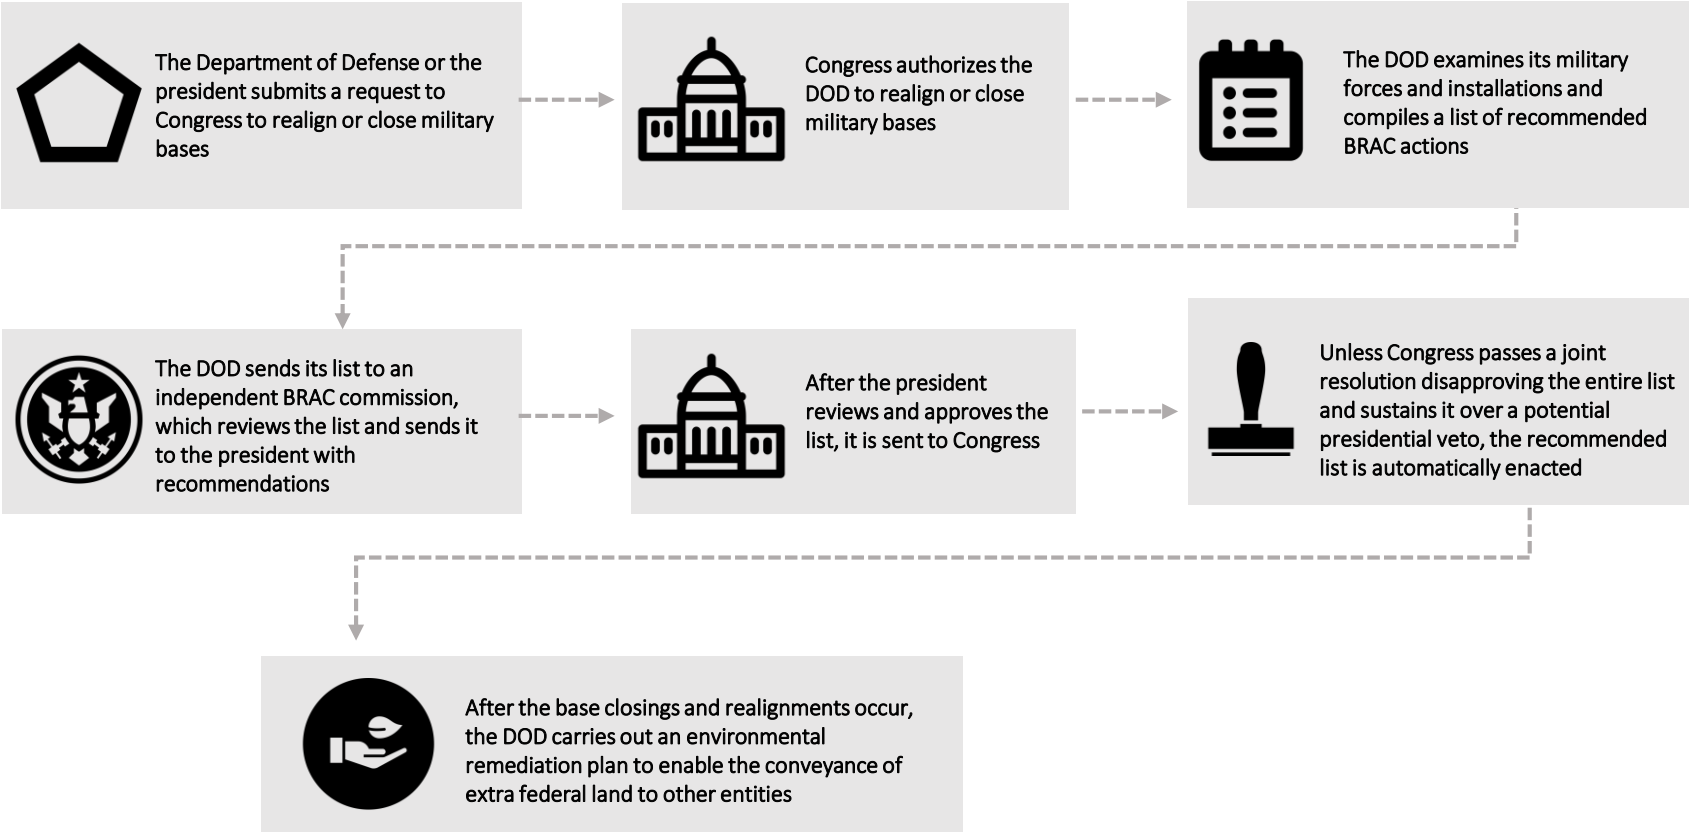 The Department of Defense or the
president submits a request to
Congress to realign or close military
bases
Congress authorizes the
DOD to realign or close
military bases
The DOD examines its military
forces and installations and
compiles a list of recommended
BRAC actions
The DOD sends its list to an
independent BRAC commission,
which reviews the list and sends it
to the president with
recommendations
After the president
reviews and approves the
list, it is sent to Congress
Unless Congress passes a joint
resolution disapproving the entire list
and sustains it over a potential
presidential veto, the recommended
list is automatically enacted
After the base closings and realignments occur,
the DOD carries out an environmental
remediation plan to enable the conveyance of
extra federal land to other entities